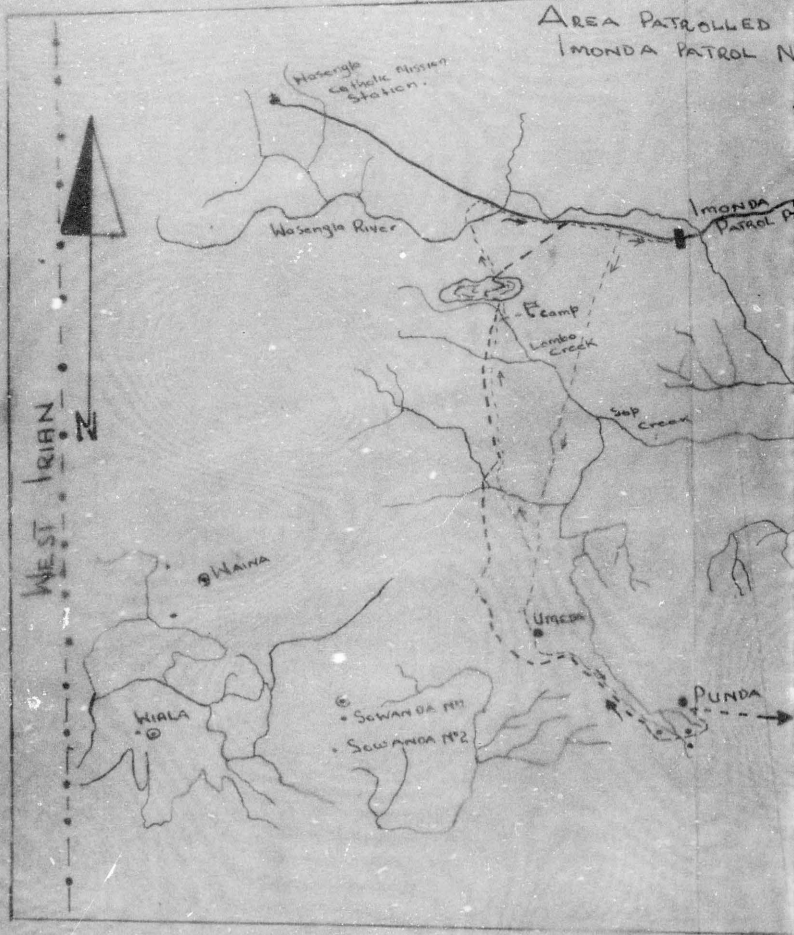 AREA PATROLLED
IMONDA PATROL N
Wasengla
Catholic Mission
Station.
IMONDA
PATROL P
Wasengla River
Camp
Lambo
Creek
Sop
Creek
N
WEST IRIAN
WAINA
UMEDA
PUNDA
WIALA
SOWANDA Nº1
SOWANDA Nº2